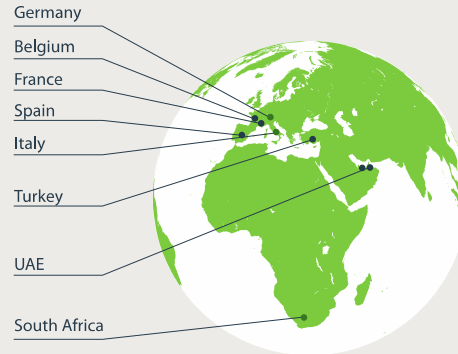 Germany
Belgium
France
Spain
Italy
Turkey
UAE
South Africa